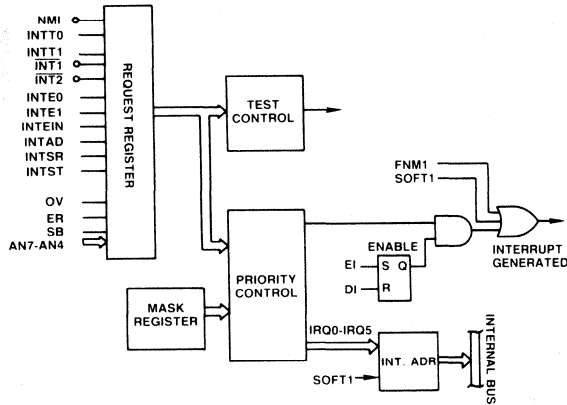 NMI
INTT0
INTT1
INT1
INT2
INTE0
INTE1
INTEIN
INTAD
INTSR
INTST
OV
ER
SB
AN7-AN4
REQUEST REGISTER
TEST
CONTROL
FNM1
SOFT1
INTERRUPT
GENERATED
ENABLE
EI
S Q
DI
R
PRIORITY
CONTROL
MASK
REGISTER
IRQ0-IRQ5
INT. ADR
SOFT1
INTERNAL BUS